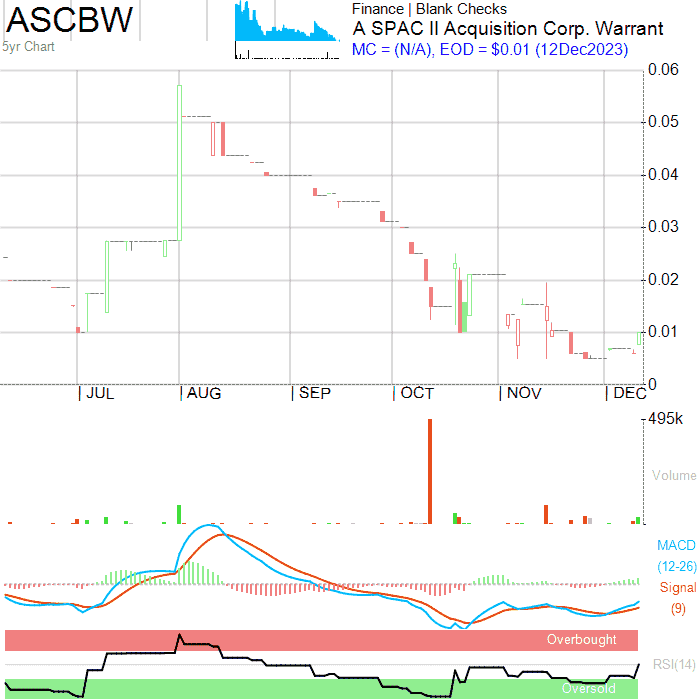 ASCBW
5yr Chart
Finance | Blank Checks
A SPAC II Acquisition Corp. Warrant
MC = (N/A), EOD = $0.01 (12Dec2023)
0.06
0.05
0.04
0.03
0.02
0.01
0
JUL AUG SEP OCT NOV DEC
495k
Volume
MACD
(12-26)
Signal
(9)
Overbought
RSI(14)
Oversold